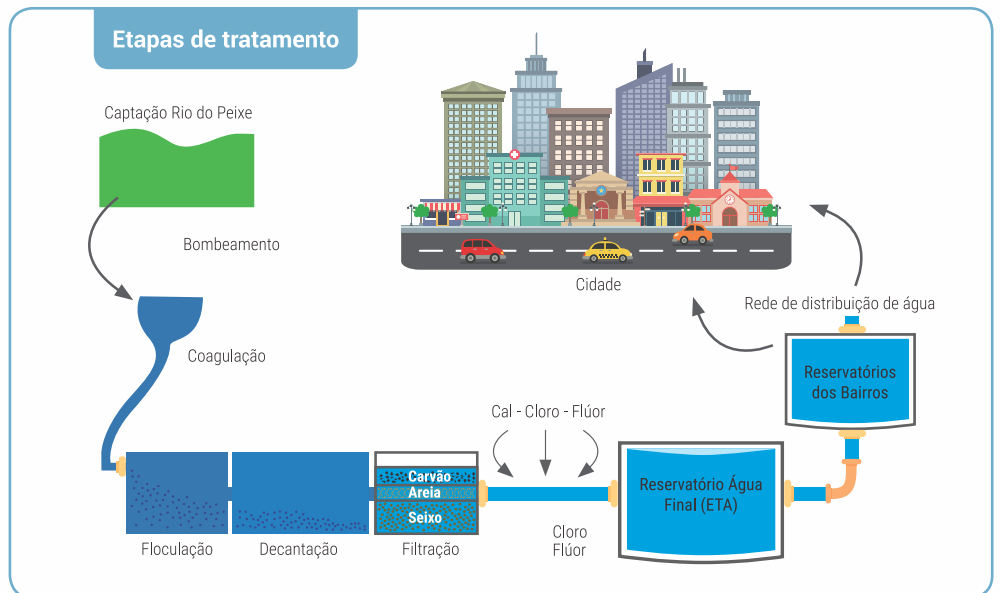 Etapas de tratamento
Captação Rio do Peixe
Bombeamento
Coagulação
Floculação
Decantação
Carvão
Areia
Seixo
Filtração
Cal - Cloro - Flúor
Cloro
Flúor
Reservatório Água
Final (ETA)
Reservatórios
dos Bairros
Rede de distribuição de água
Cidade